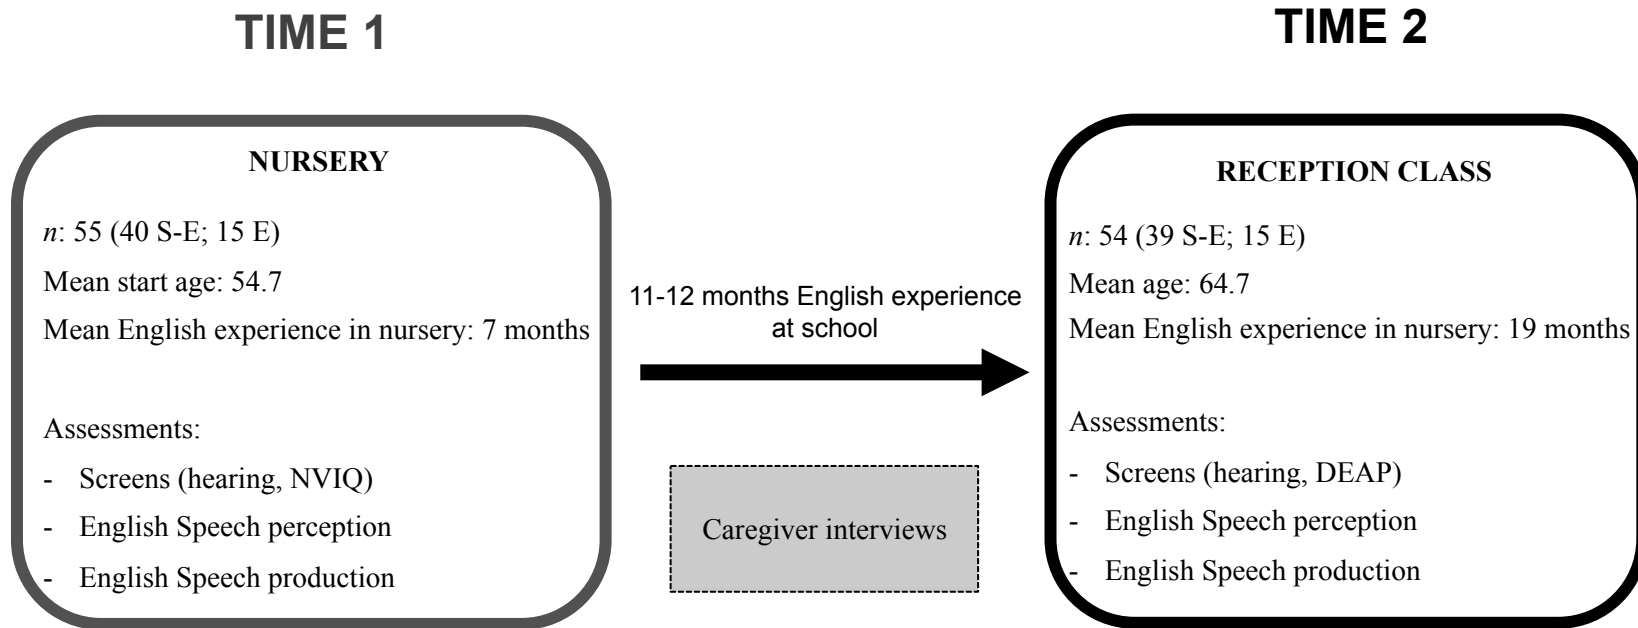 TIME 1
NURSERY
n: 55 (40 S-E; 15 E)
Mean start age: 54.7
Mean English experience in nursery: 7 months
Assessments:
- Screens (hearing, NVIQ)
- English Speech perception
- English Speech production
11-12 months English experience
at school
Caregiver interviews
TIME 2
RECEPTION CLASS
n: 54 (39 S-E; 15 E)
Mean age: 64.7
Mean English experience in nursery: 19 months
Assessments:
- Screens (hearing, DEAP)
- English Speech perception
- English Speech production